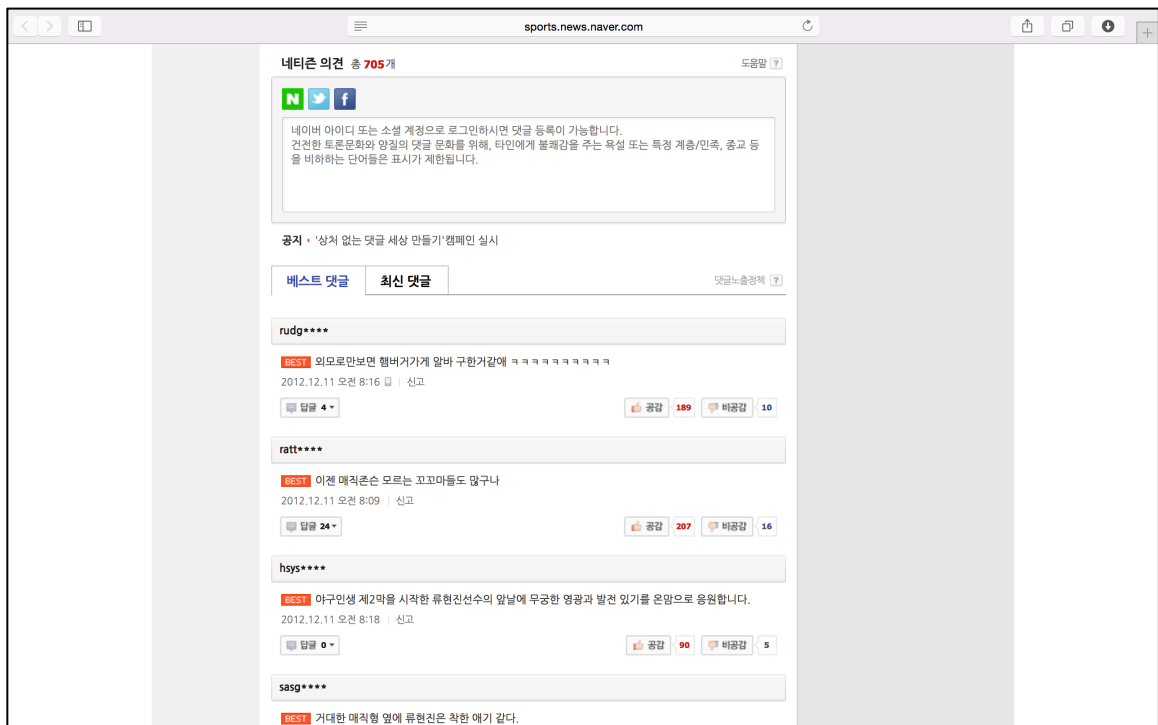 sports.news.naver.com
네티즌 의견 총 705개 도움말 ?
N f
네이버 아이디 또는 소셜 계정으로 로그인하시면 댓글 등록이 가능합니다.
건전한 토론문화와 양질의 댓글 문화를 위해, 타인에게 불쾌감을 주는 욕설 또는 특정 계층/민족, 종교 등
을 비하하는 단어들은 표시가 제한됩니다.
공지 '상처 없는 댓글 세상 만들기'캠페인 실시
베스트 댓글 최신 댓글 댓글노출정책 ?
rudg****
BEST 외모로만보면 햄버거가게 알바 구한거같애 ㅋㅋㅋㅋㅋㅋㅋㅋㅋㅋ
2012.12.11 오전 8:16 신고
답글 4 공감 189 비공감 10
ratt****
BEST 이젠 매직존슨 모르는 꼬꼬마들도 많구나
2012.12.11 오전 8:09 신고
답글 24 공감 207 비공감 16
hsys****
BEST 야구인생 제2막을 시작한 류현진선수의 앞날에 무궁한 영광과 발전 있기를 온맘으로 응원합니다.
2012.12.11 오전 8:18 신고
답글 0 공감 90 비공감 5
sasg****
BEST 거대한 매직형 옆에 류현진은 착한 애기 같다.